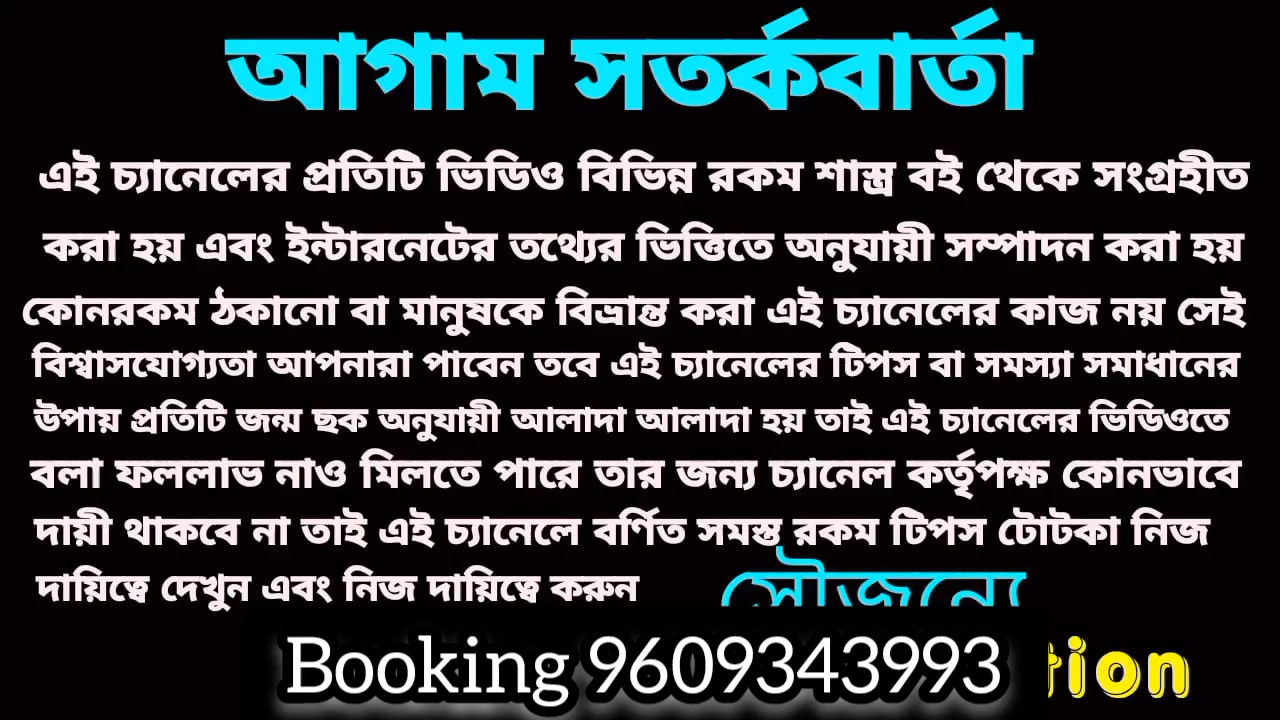 আগাম সতর্কবার্তা
এই চ্যানেলের প্রতিটি ভিডিও বিভিন্ন রকম শাস্ত্র বই থেকে সংগ্রহীত
করা হয় এবং ইন্টারনেটের তথ্যের ভিত্তিতে অনুযায়ী সম্পাদন করা হয়
কোনরকম ঠকানো বা মানুষকে বিভ্রান্ত করা এই চ্যানেলের কাজ নয় সেই
বিশ্বাসযোগ্যতা আপনারা পাবেন তবে এই চ্যানেলের টিপস বা সমস্যা সমাধানের
উপায় প্রতিটি জন্ম ছক অনুযায়ী আলাদা আলাদা হয় তাই এই চ্যানেলের ভিডিওতে
বলা ফললাভ নাও মিলতে পারে তার জন্য চ্যানেল কর্তৃপক্ষ কোনভাবে
দায়ী থাকবে না তাই এই চ্যানেলে বর্ণিত সমস্ত রকম টিপস টোটকা নিজ
দায়িত্বে দেখুন এবং নিজ দায়িত্বে করুন
সৌজন্যে
Booking 9609343993